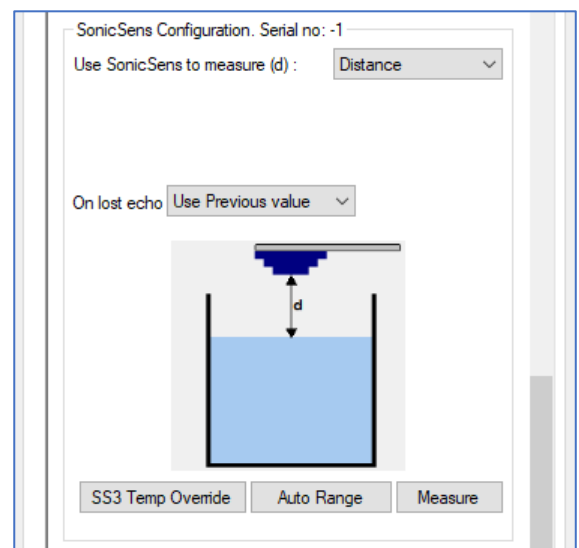 SonicSens Configuration. Serial no: -1
Use SonicSens to measure (d) : Distance
On lost echo Use Previous value
d
SS3 Temp Override Auto Range Measure